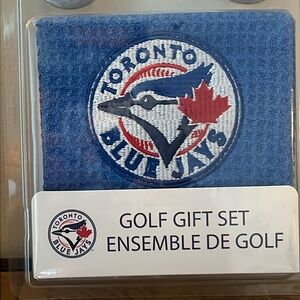 TORONTO
BLUE JAYS
TORONTO
BLUE JAYS
GOLF GIFT SET
ENSEMBLE DE GOLF